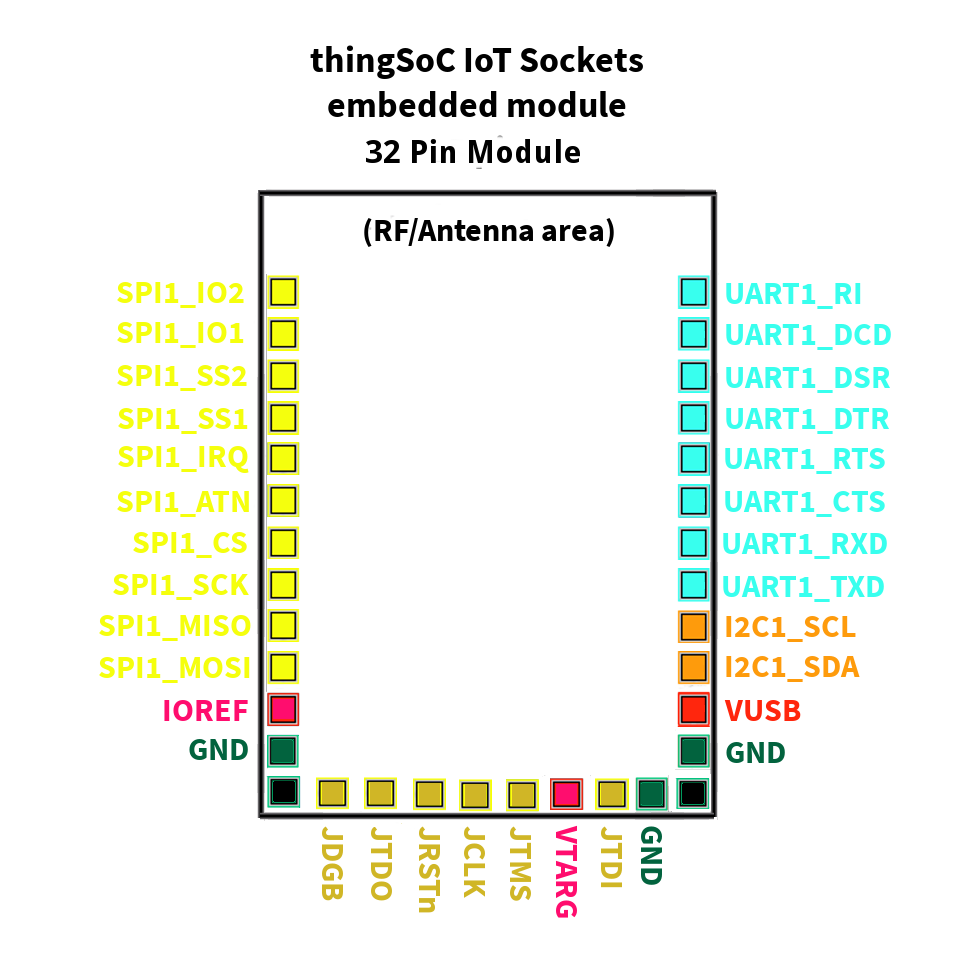 thingSoC IoT Sockets
embedded module
32 Pin Module
(RF/Antenna area)
SPI1_IO2
SPI1_IO1
SPI1_SS2
SPI1_SS1
SPI1_IRQ
SPI1_ATN
SPI1_CS
SPI1_SCK
SPI1_MISO
SPI1_MOSI
IOREF
GND
UART1_RI
UART1_DCD
UART1_DSR
UART1_DTR
UART1_RTS
UART1_CTS
UART1_RXD
UART1_TXD
I2C1_SCL
I2C1_SDA
VUSB
GND
JDGB
JTDO
JRSTn
JCLK
JTMS
VTARG
JTDI
GND